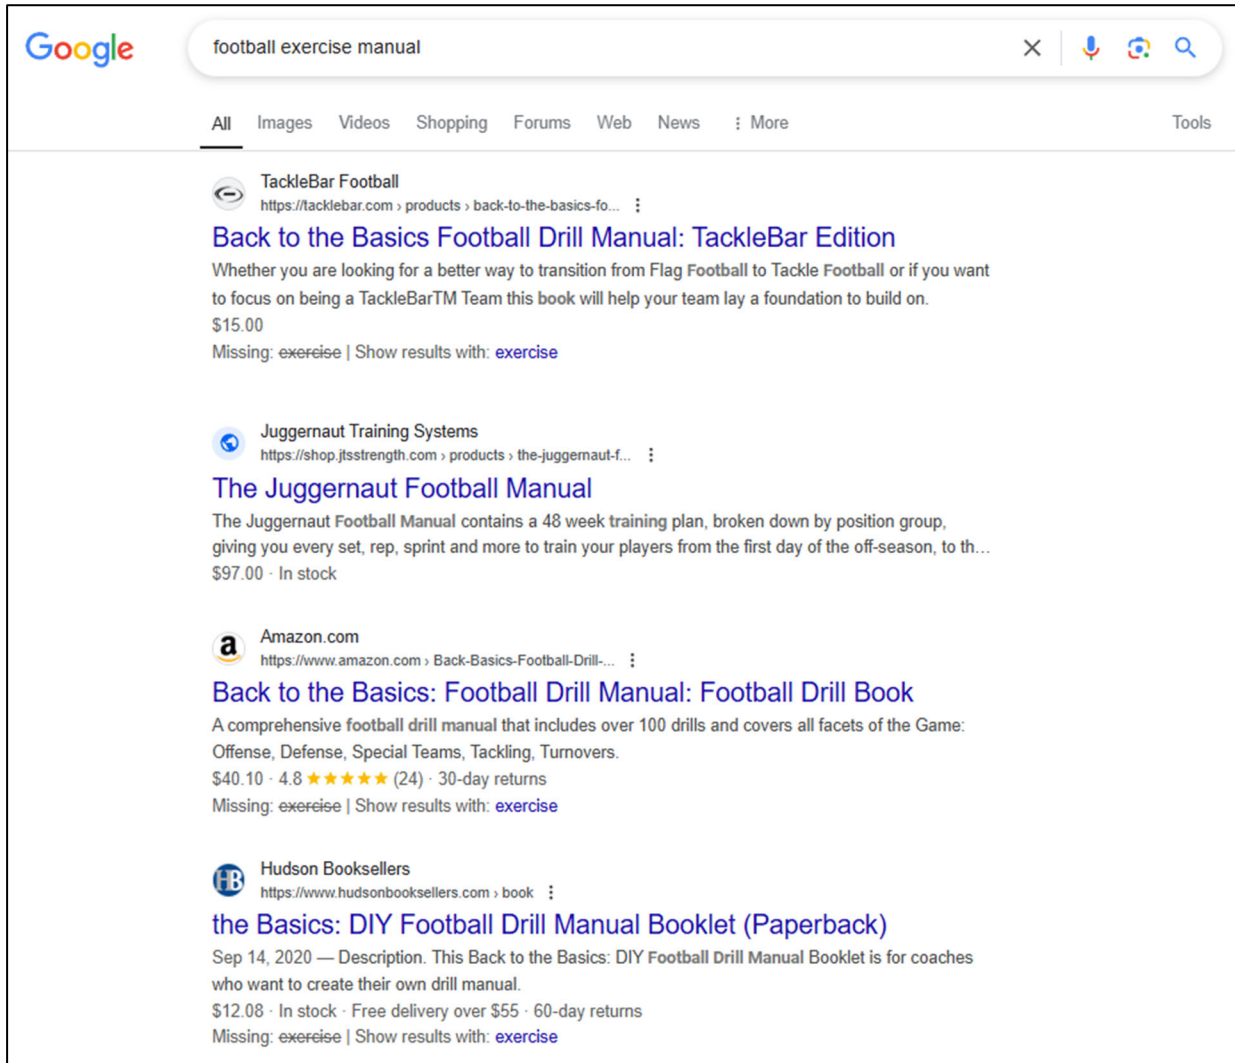 Google
football exercise manual
All Images Videos Shopping Forums Web News More Tools
TackleBar Football
https://tacklebar.com › products › back-to-the-basics-fo...
Back to the Basics Football Drill Manual: TackleBar Edition
Whether you are looking for a better way to transition from Flag Football to Tackle Football or if you want
to focus on being a TackleBarTM Team this book will help your team lay a foundation to build on.
$15.00
Missing: exercise | Show results with: exercise
Juggernaut Training Systems
https://shop.jtsstrength.com › products › the-juggernaut-f...
The Juggernaut Football Manual
The Juggernaut Football Manual contains a 48 week training plan, broken down by position group,
giving you every set, rep, sprint and more to train your players from the first day of the off-season, to th...
$97.00 · In stock
a
Amazon.com
https://www.amazon.com › Back-Basics-Football-Drill-...
Back to the Basics: Football Drill Manual: Football Drill Book
A comprehensive football drill manual that includes over 100 drills and covers all facets of the Game:
Offense, Defense, Special Teams, Tackling, Turnovers.
$40.10 · 4.8 ★★★★★ (24) · 30-day returns
Missing: exercise | Show results with: exercise
HB
Hudson Booksellers
https://www.hudsonbooksellers.com › book
the Basics: DIY Football Drill Manual Booklet (Paperback)
Sep 14, 2020 — Description. This Back to the Basics: DIY Football Drill Manual Booklet is for coaches
who want to create their own drill manual.
$12.08 · In stock · Free delivery over $55 · 60-day returns
Missing: exercise | Show results with: exercise